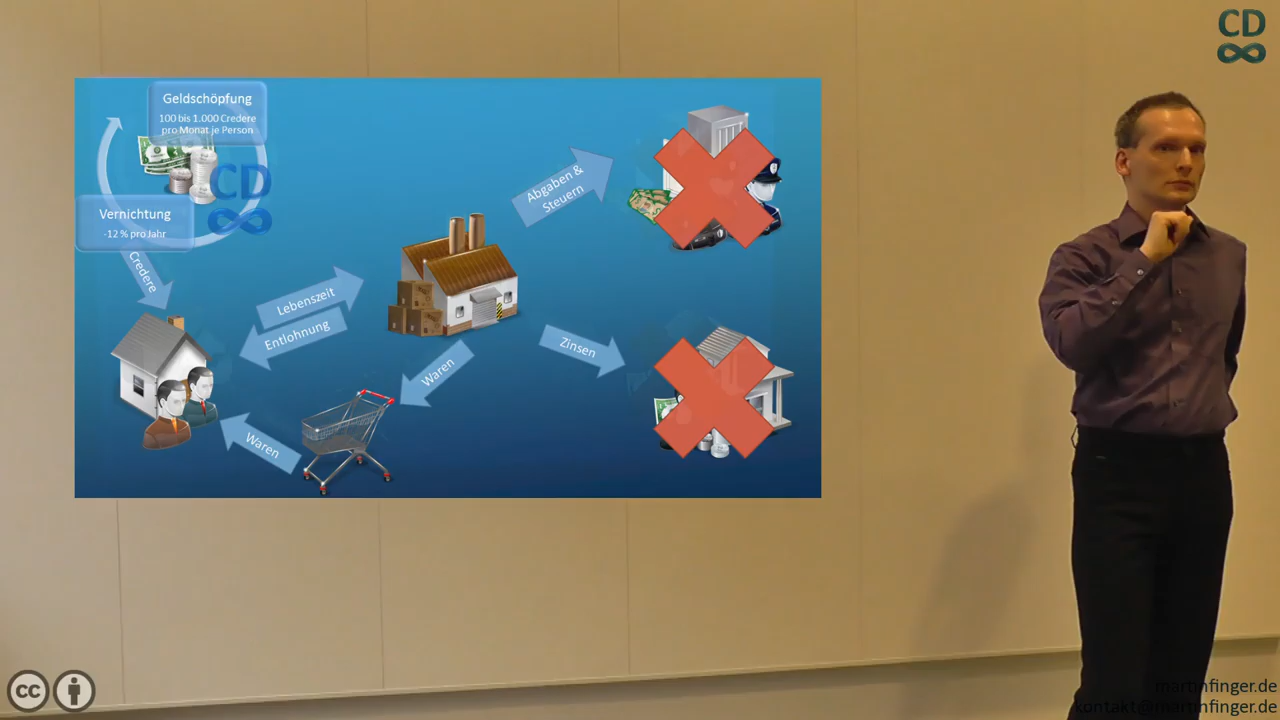 CD
Geldschöpfung
100 bis 1.000 Credere
pro Monat je Person
CD
Vernichtung
-12 % pro Jahr
Credere
Abgaben &
Steuern
Lebenszeit
Entlohnung
Zinsen
Waren
Waren
cc
martinfinger.de
kontakt@martinfinger.de